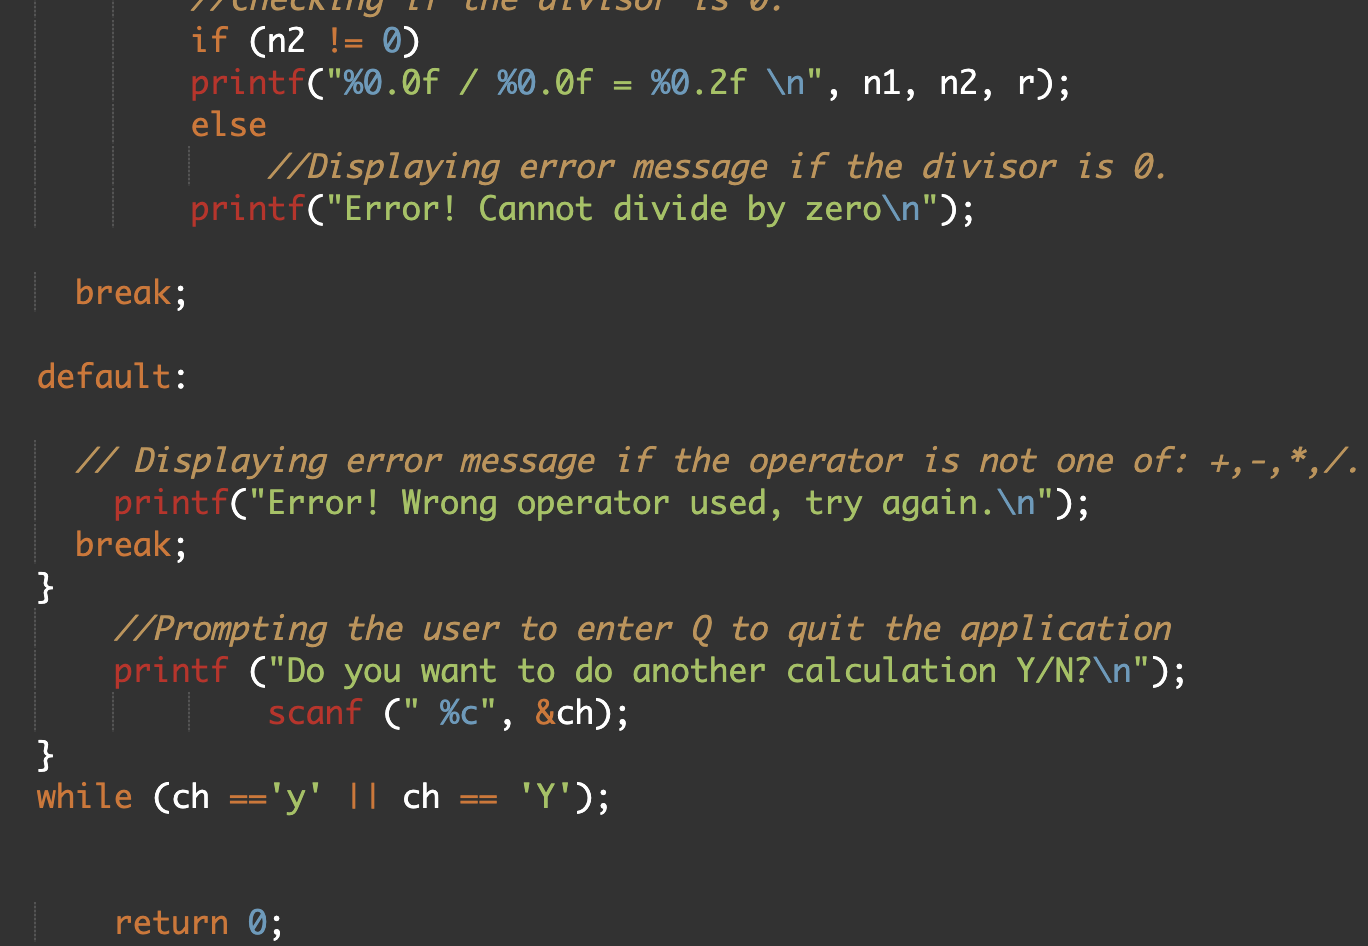 //Checking if the divisor is 0.
if (n2 != 0)
printf("%0.0f / %0.0f = %0.2f \n", n1, n2, r);
else
//Displaying error message if the divisor is 0.
printf("Error! Cannot divide by zero\n");
break;
default:
// Displaying error message if the operator is not one of: +,-,*,/.
printf("Error! Wrong operator used, try again.\n");
break;
}
//Prompting the user to enter Q to quit the application
printf ("Do you want to do another calculation Y/N?\n");
scanf (" %c", &ch);
}
while (ch =='y' || ch == 'Y');
return 0;